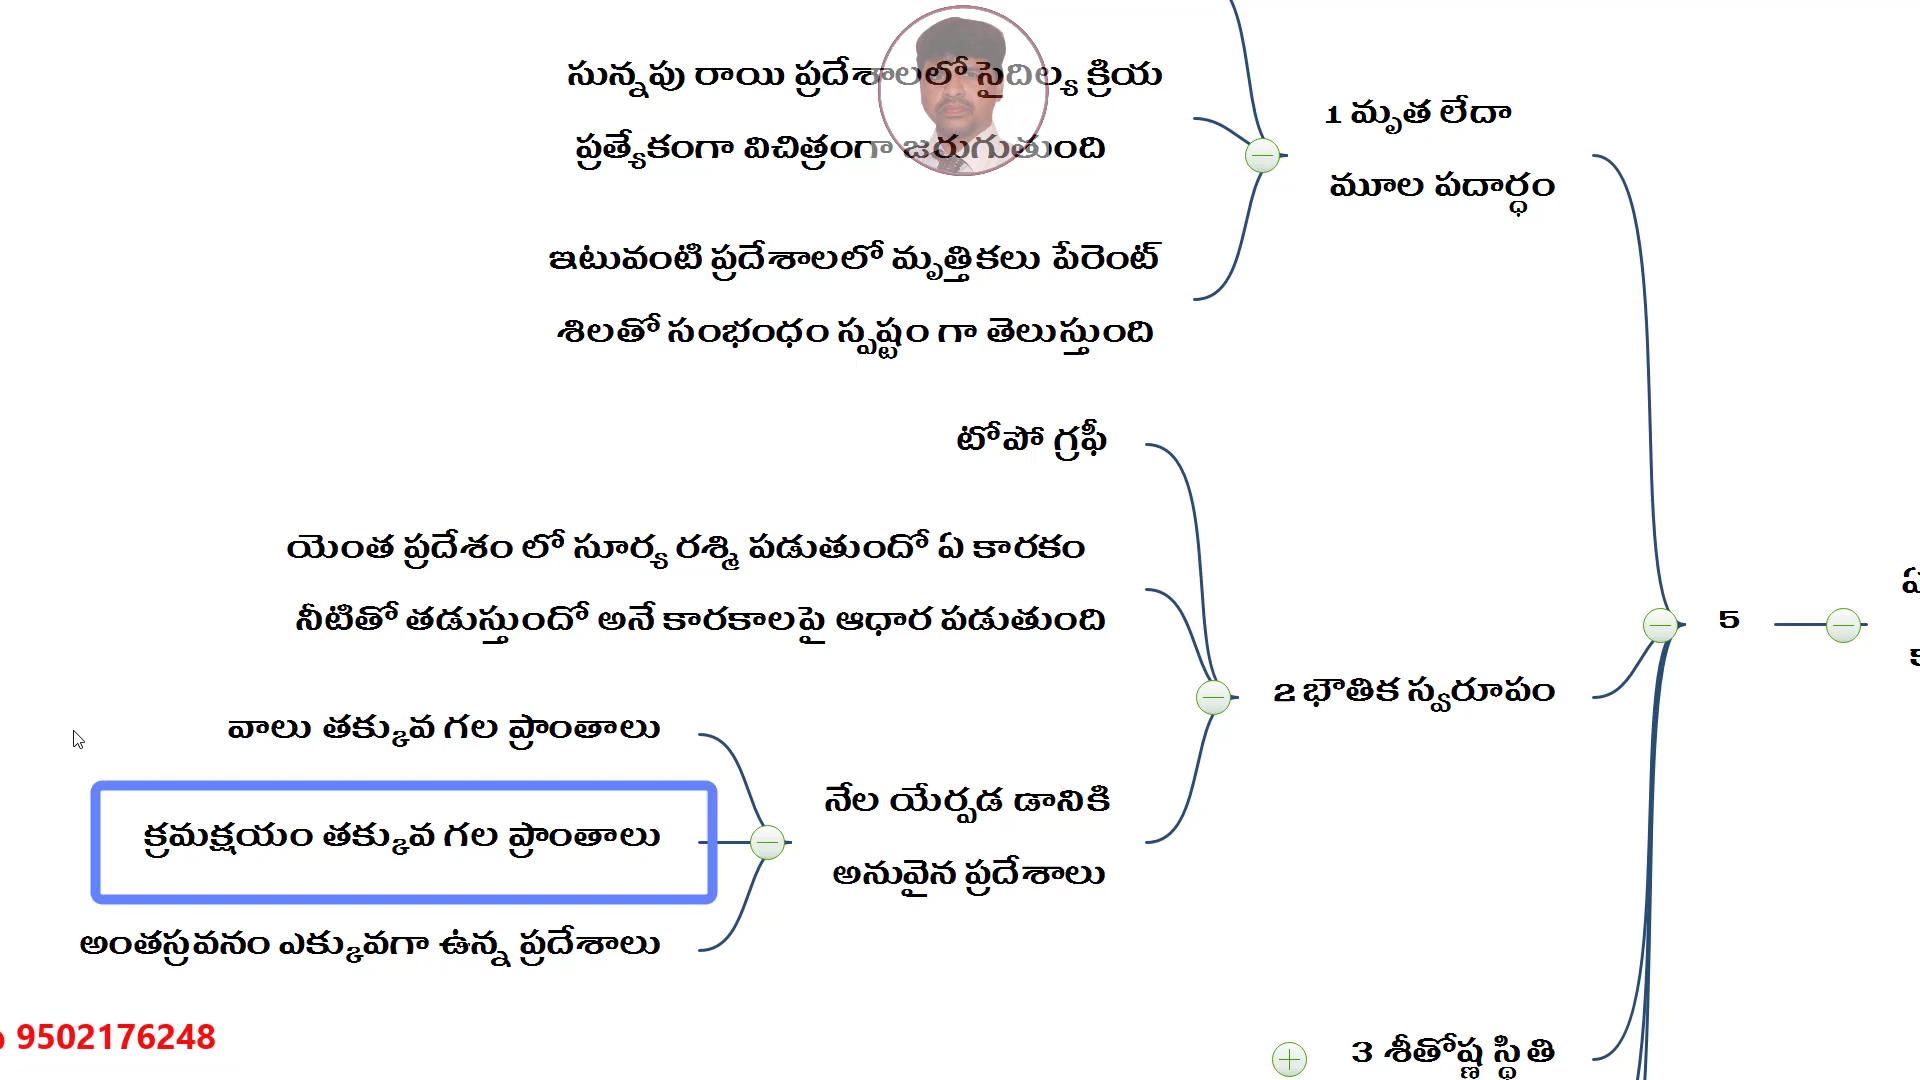 సున్నపు రాయి ప్రదేశాలలో సైదిల్య క్రియ
ప్రత్యేకంగా విచిత్రంగా జరుగుతుంది
1 మృత లేదా
మూల పదార్ధం
ఇటువంటి ప్రదేశాలలో మృత్తికలు పేరెంట్
శిలతో సంభంధం స్పష్టం గా తెలుస్తుంది
టోపో గ్రఫీ
యెంత ప్రదేశం లో సూర్య రశ్మి పడుతుందో ఏ కారకం
నీటితో తడుస్తుందో అనే కారకాలపై ఆధార పడుతుంది
5
2 భౌతిక స్వరూపం
వాలు తక్కువ గల ప్రాంతాలు
క్రమక్షయం తక్కువ గల ప్రాంతాలు
అంతస్రవనం ఎక్కువగా ఉన్న ప్రదేశాలు
నేల యేర్పడ డానికి
అనువైన ప్రదేశాలు
9502176248
3 శీతోష్ణ స్థితి